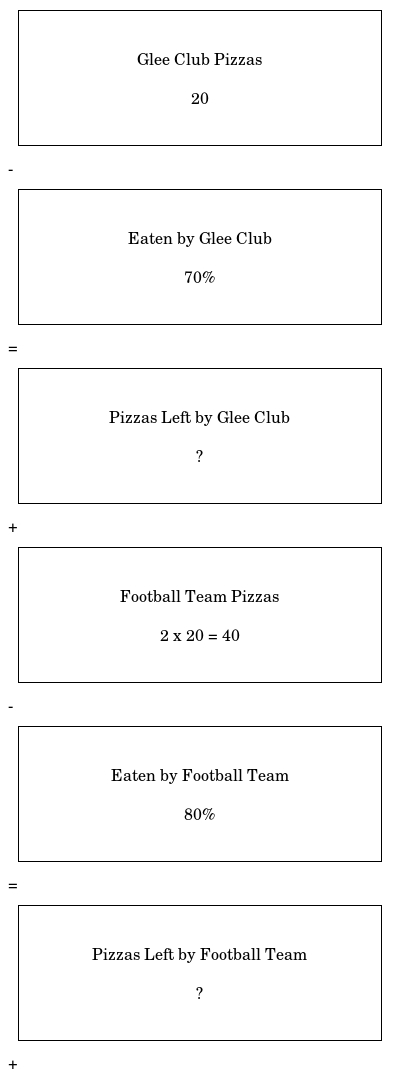 Glee Club Pizzas
20
-
Eaten by Glee Club
70%
=
Pizzas Left by Glee Club
?
+
Football Team Pizzas
2 x 20 = 40
-
Eaten by Football Team
80%
=
Pizzas Left by Football Team
?
+